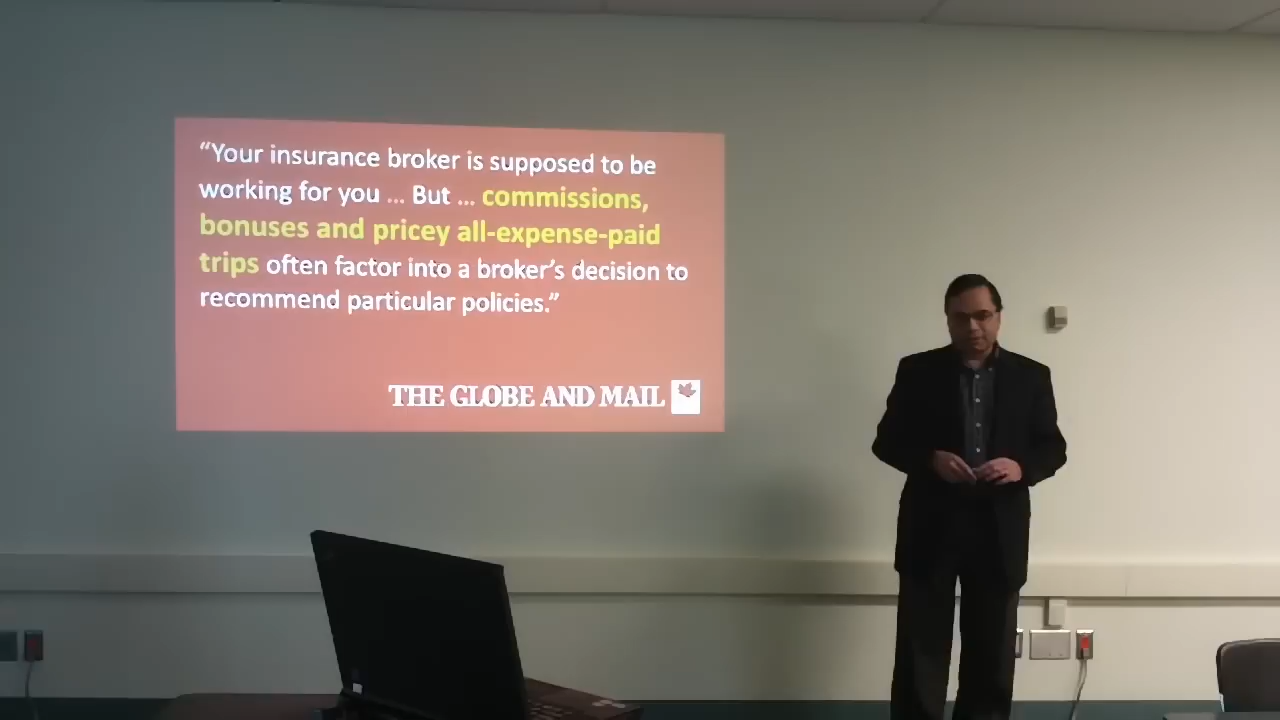 “Your insurance broker is supposed to be
working for you ... But ... commissions,
bonuses and pricey all-expense-paid
trips often factor into a broker’s decision to
recommend particular policies.”
THE GLOBE AND MAIL